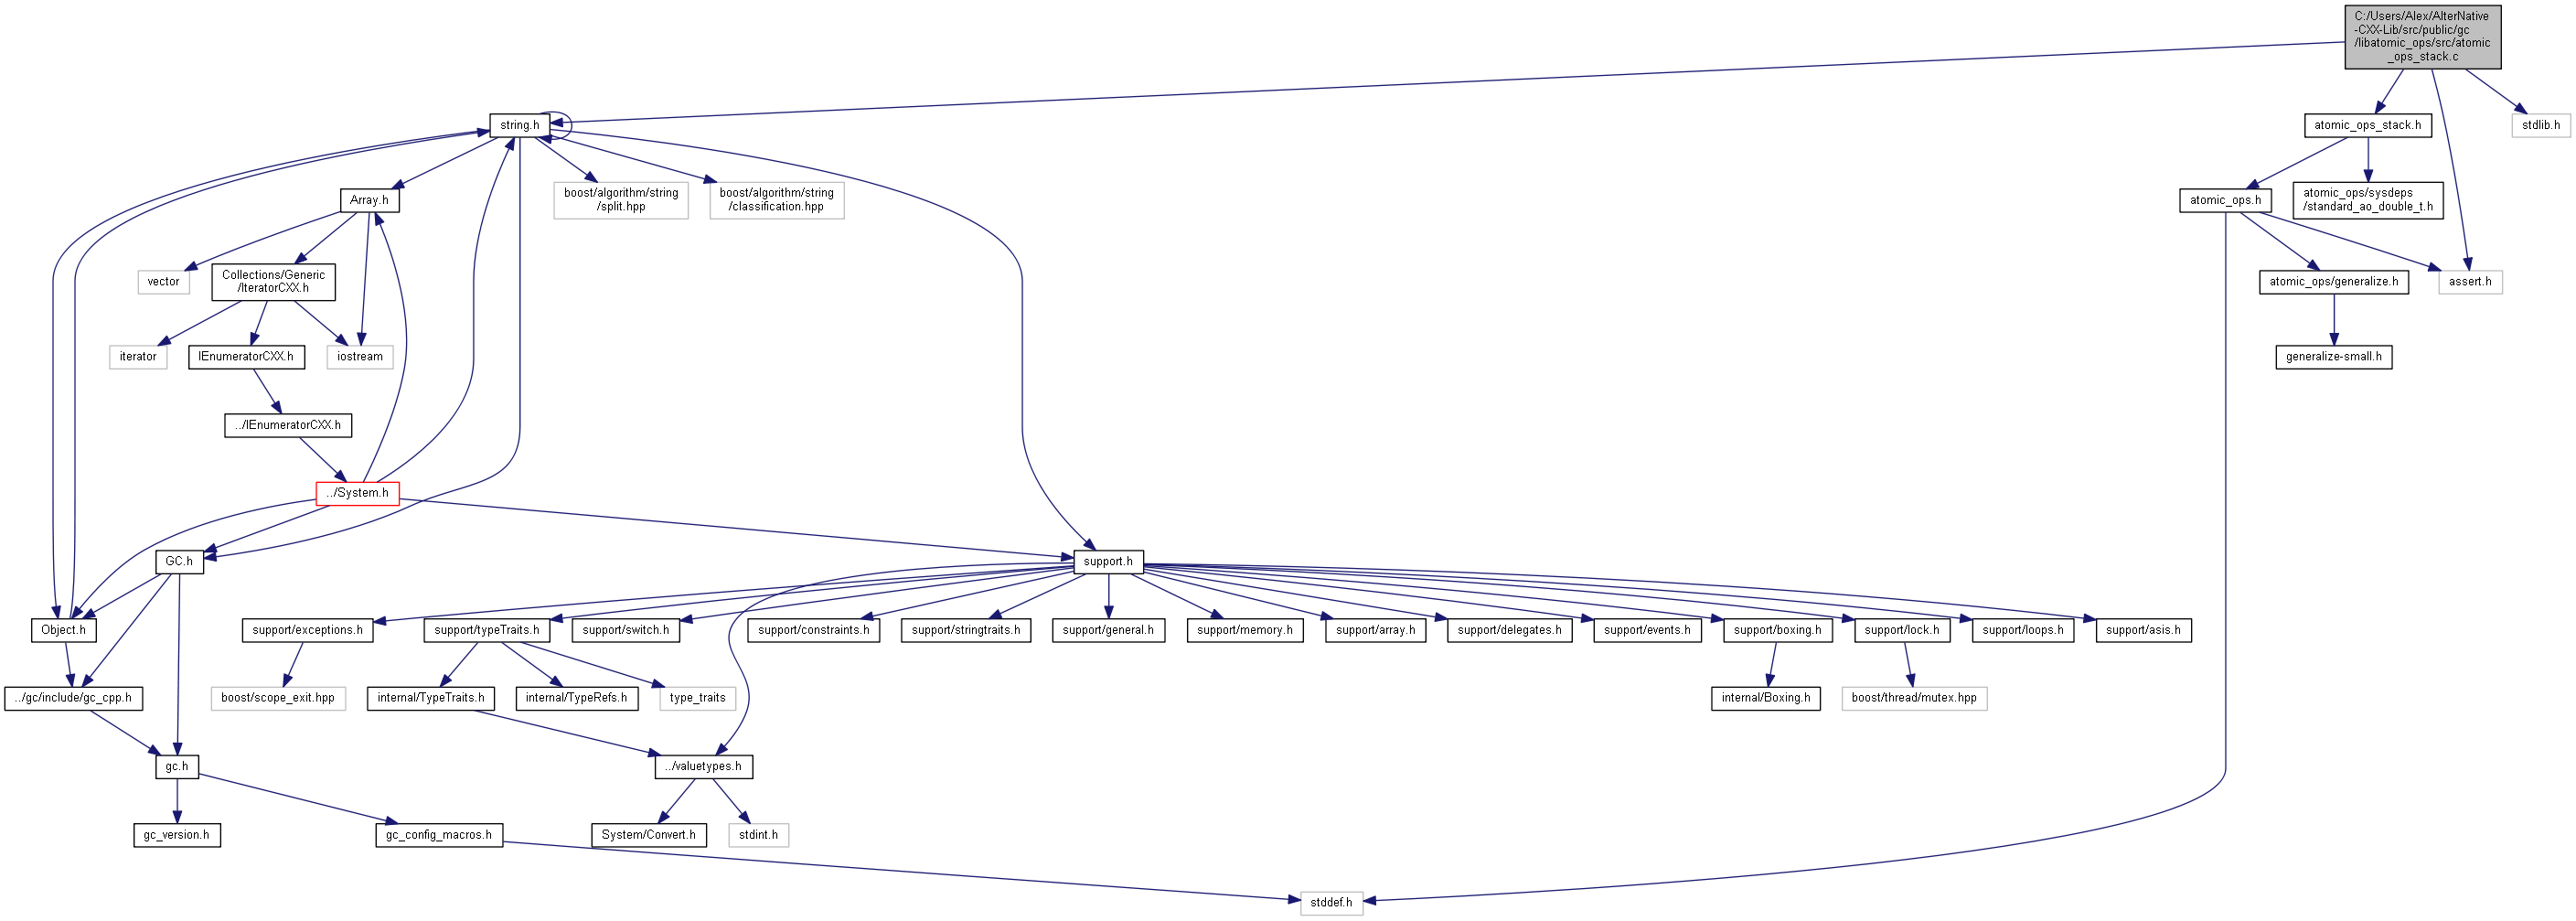 C:/Users/Alex/AlterNative
-CXX-Lib/src/public/gc
/libatomic_ops/src/atomic
_ops_stack.c
string.h
atomic_ops_stack.h
stdlib.h
Array.h
boost/algorithm/string
/split.hpp
boost/algorithm/string
/classification.hpp
atomic_ops.h
atomic_ops/sysdeps
/standard_ao_double_t.h
vector
Collections/Generic
/IteratorCXX.h
atomic_ops/generalize.h
assert.h
iterator
IEnumeratorCXX.h
iostream
generalize-small.h
../IEnumeratorCXX.h
../System.h
GC.h
support.h
Object.h
support/exceptions.h
support/typeTraits.h
support/switch.h
support/constraints.h
support/stringtraits.h
support/general.h
support/memory.h
support/array.h
support/delegates.h
support/events.h
support/boxing.h
support/lock.h
support/loops.h
support/asis.h
../gc/include/gc_cpp.h
boost/scope_exit.hpp
internal/TypeTraits.h
internal/TypeRefs.h
type_traits
internal/Boxing.h
boost/thread/mutex.hpp
gc.h
../valuetypes.h
gc_version.h
gc_config_macros.h
System/Convert.h
stdint.h
stddef.h